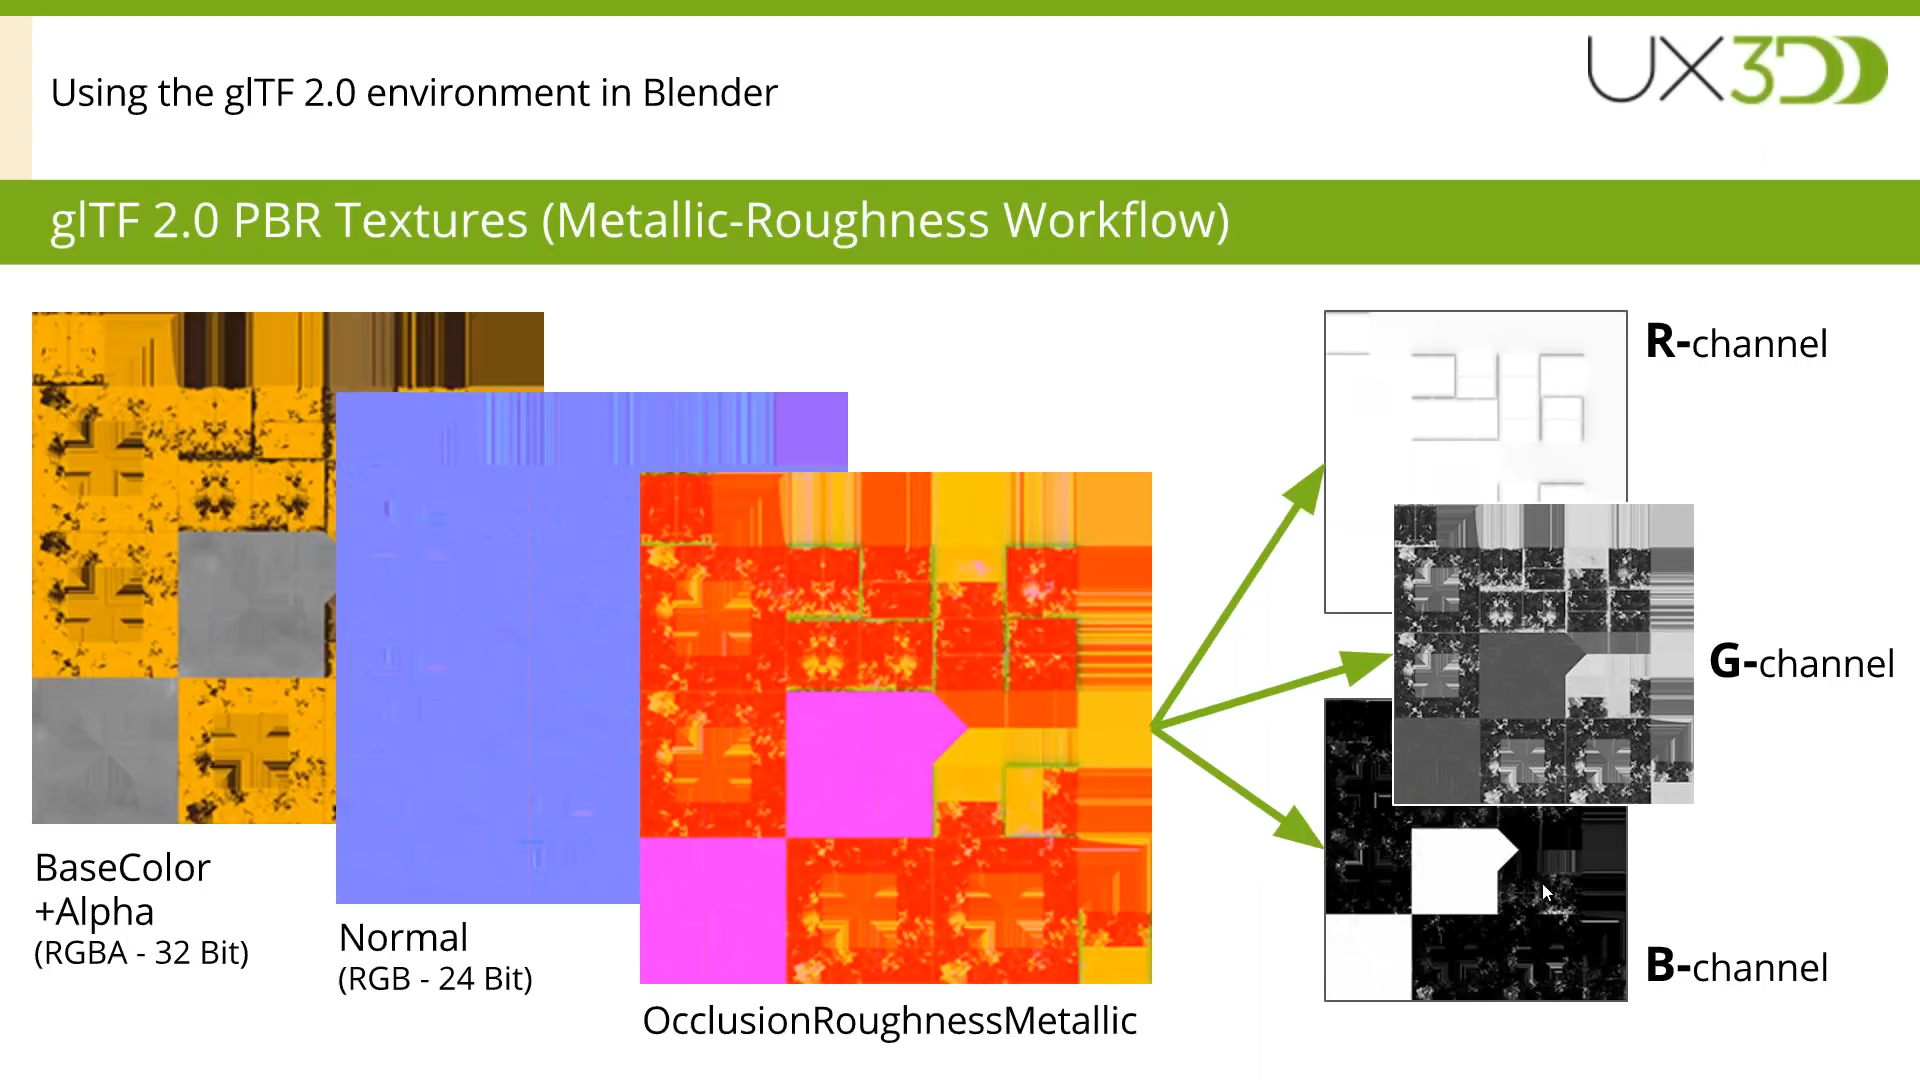 Using the glTF 2.0 environment in Blender
UX3D
glTF 2.0 PBR Textures (Metallic-Roughness Workflow)
R-channel
G-channel
BaseColor
+Alpha
(RGBA - 32 Bit)
Normal
(RGB - 24 Bit)
B-channel
OcclusionRoughnessMetallic